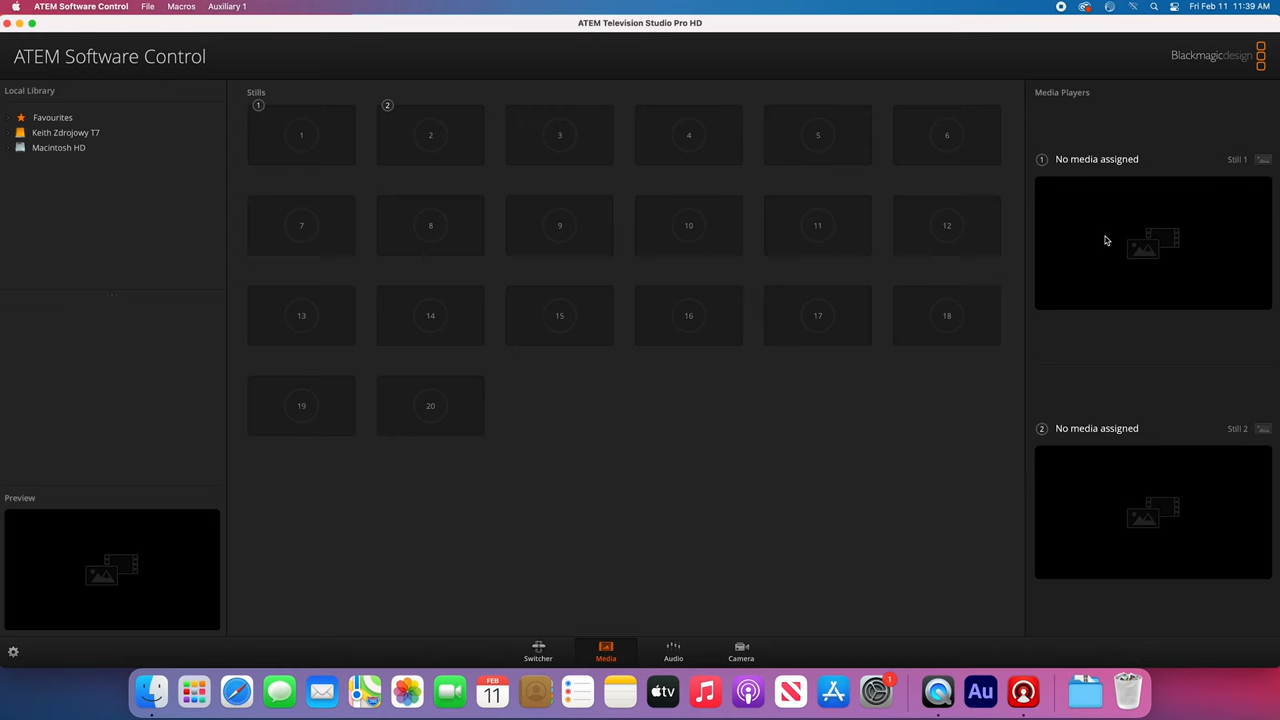 ATEM Software Control File Macros Auxiliary 1 Fri Feb 11 11:39 AM
ATEM Television Studio Pro HD
ATEM Software Control Blackmagicdesign
Local Library Stills Media Players
1 2
Favourites
Keith Zdrojowy T7
Macintosh HD
1 2 3 4 5 6
1 No media assigned Still 1
7 8 9 10 11 12
13 14 15 16 17 18
19 20
2 No media assigned Still 2
Preview
Switcher Media Audio Camera
FEB
11
tv
Au
1